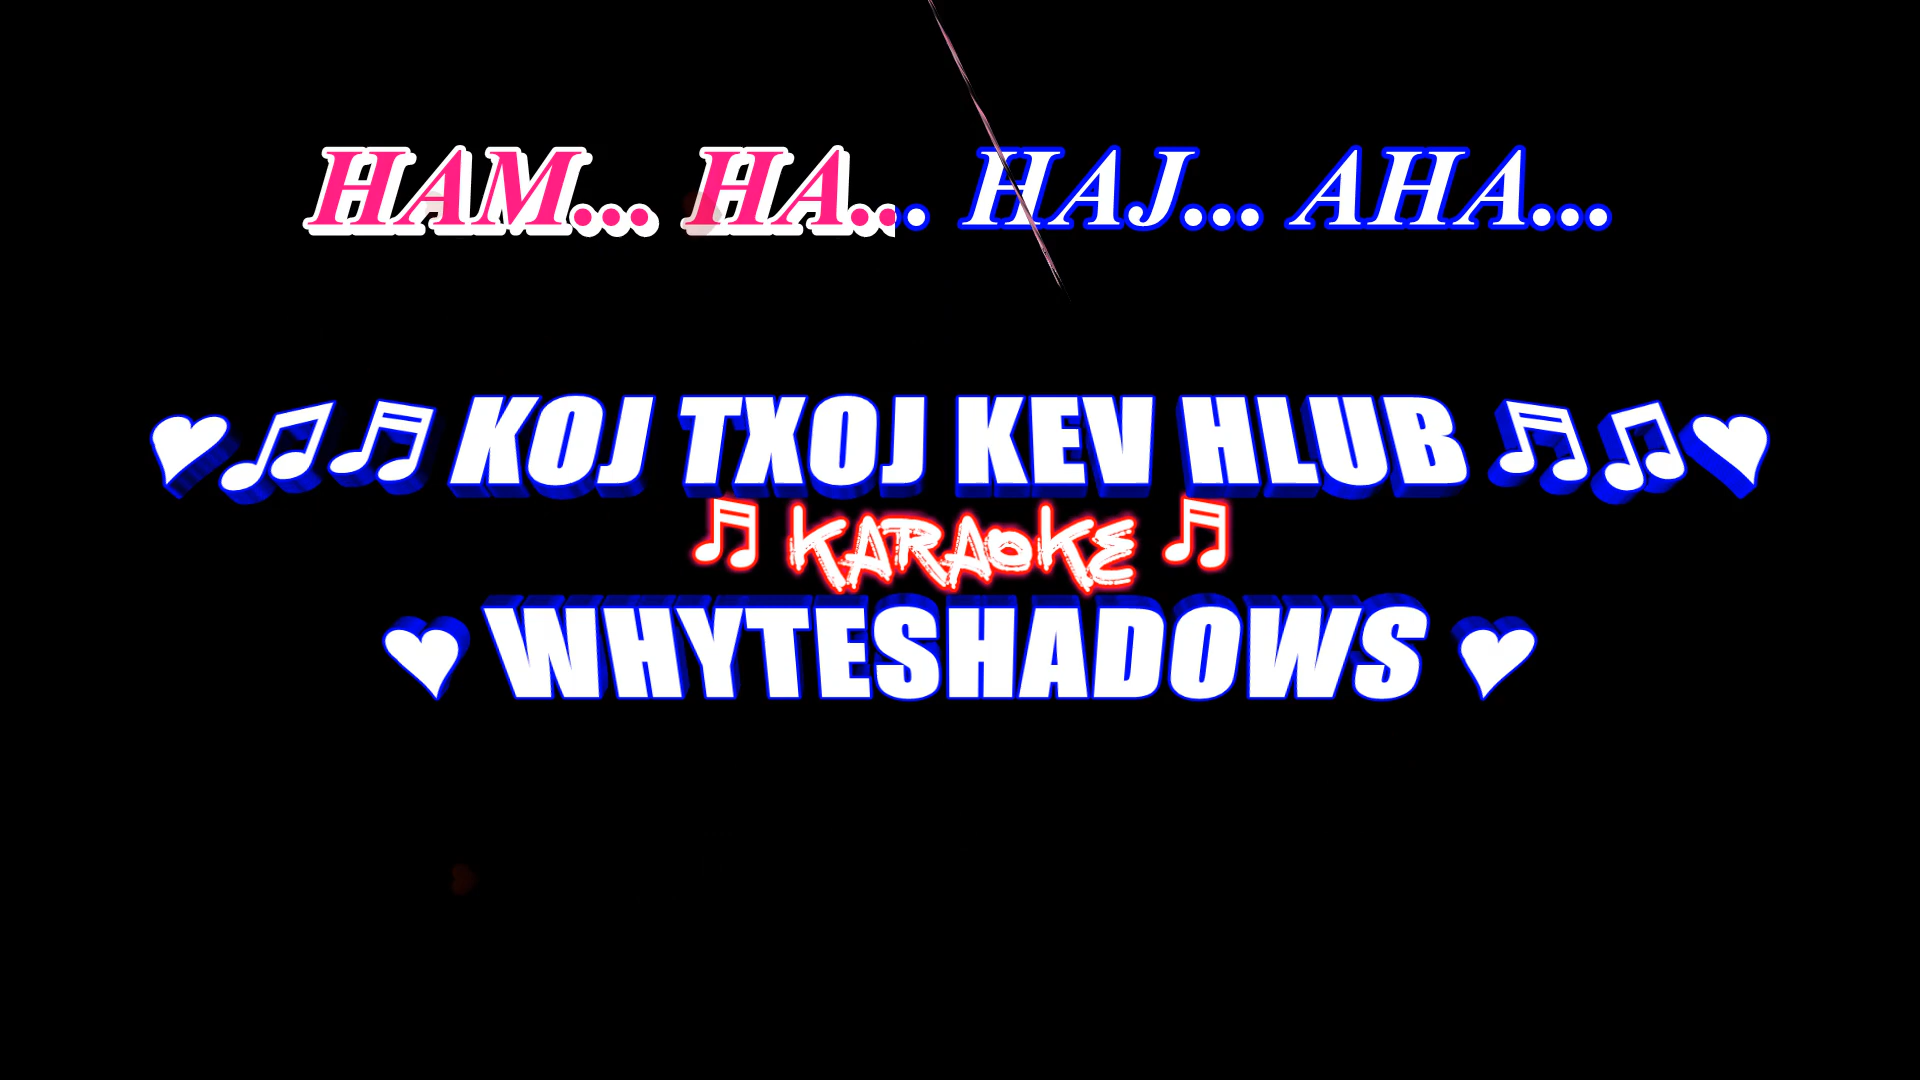 HAM... HA... HAJ... AHA...
♥♫♫ KOJ TXOJ KEV HLUB ♫♫♥
♫ KARAOKE ♫
♥ WHYTESHADOWS ♥